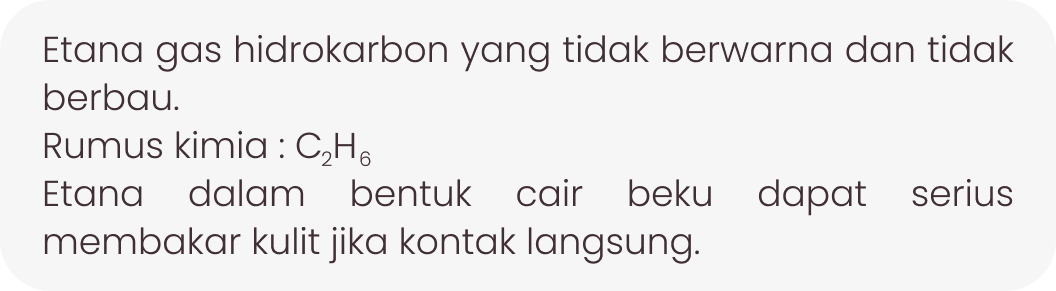 Etana gas hidrokarbon yang tidak berwarna dan tidak
berbau.
Rumus kimia : C₂H₆
Etana dalam bentuk cair beku dapat serius
membakar kulit jika kontak langsung.